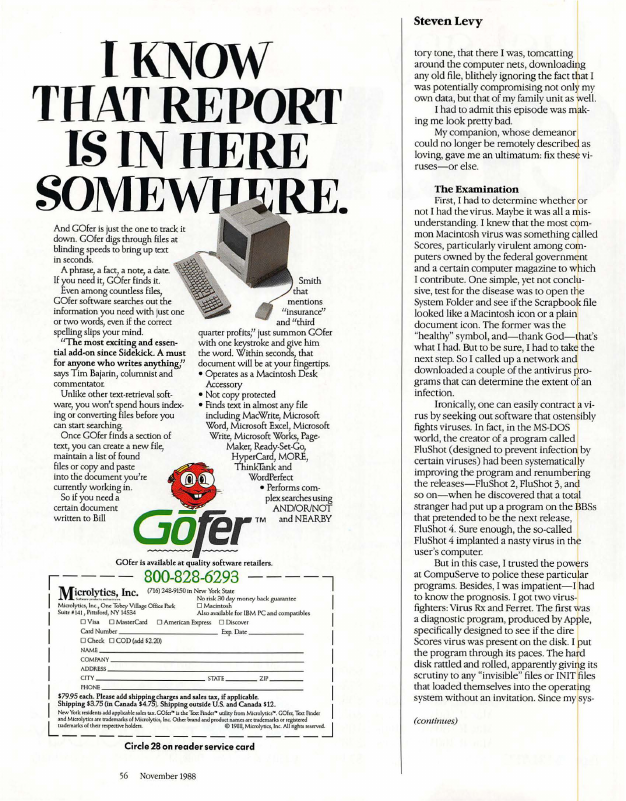 I KNOW
THAT REPORT
IS IN HERE
SOMEWHERE.
And GOfer is just the one to track it
down. GOfer digs through files at
blinding speeds to bring up text
in seconds.
A phrase, a fact, a note, a date.
If you need it, GOfer finds it.
Even among countless files,
GOfer software searches out the
information you need with just one
or two words, even if the correct
spelling slips your mind.
"The most exciting and essen-
tial add-on since Sidekick. A must
for anyone who writes anything,"
says Tim Bajarin, columnist and
commentator.
Unlike other text-retrieval soft-
ware, you won't spend hours index-
ing or converting files before you
can start searching.
Once GOfer finds a section of
text, you can create a new file,
maintain a list of found
files or copy and paste
into the document you're
currently working in.
So if you need a
certain document
written to Bill
Smith
that
mentions
"insurance"
and "third
quarter profits," just summon GOfer
with one keystroke and give him
the word. Within seconds, that
document will be at your fingertips.
• Operates as a Macintosh Desk
Accessory
• Not copy protected
• Finds text in almost any file
including MacWrite, Microsoft
Word, Microsoft Excel, Microsoft
Write, Microsoft Works, Page-
Maker, Ready-Set-Go,
HyperCard, MORE,
ThinkTank and
WordPerfect
• Performs com-
plex searches using
AND/OR/NOT
and NEARBY
Gofer ™
GOfer is available at quality software retailers.
800-828-6293
Microlytics, Inc. (716) 248-9150 in New York State
No risk 30 day money back guarantee
Microlytics, Inc., One Tobey Village Office Park ☐ Macintosh
Suite #141, Pittsford, NY 14534 Also available for IBM PC and compatibles
☐ Visa ☐ MasterCard ☐ American Express ☐ Discover
Card Number Exp. Date
☐ Check ☐ COD (add $2.20)
NAME
COMPANY
ADDRESS
CITY STATE ZIP
PHONE
$79.95 each. Please add shipping charges and sales tax, if applicable.
Shipping $3.75 (in Canada $4.75). Shipping outside U.S. and Canada $12.
New York residents add applicable sales tax. GOfer™ is the Text Finder™ utility from Microlytics™. GOfer, Text Finder
and Microlytics are trademarks of Microlytics, Inc. Other brand and product names are trademarks or registered
trademarks of their respective holders. © 1988, Microlytics, Inc. All rights reserved.
Circle 28 on reader service card
56 November 1988
Steven Levy
tory tone, that there I was, tomcatting
around the computer nets, downloading
any old file, blithely ignoring the fact that I
was potentially compromising not only my
own data, but that of my family unit as well.
I had to admit this episode was mak-
ing me look pretty bad.
My companion, whose demeanor
could no longer be remotely described as
loving, gave me an ultimatum: fix these vi-
ruses—or else.
The Examination
First, I had to determine whether or
not I had the virus. Maybe it was all a mis-
understanding. I knew that the most com-
mon Macintosh virus was something called
Scores, particularly virulent among com-
puters owned by the federal government
and a certain computer magazine to which
I contribute. One simple, yet not conclu-
sive, test for the disease was to open the
System Folder and see if the Scrapbook file
looked like a Macintosh icon or a plain
document icon. The former was the
"healthy" symbol, and—thank God—that's
what I had. But to be sure, I had to take the
next step. So I called up a network and
downloaded a couple of the antivirus pro-
grams that can determine the extent of an
infection.
Ironically, one can easily contract a vi-
rus by seeking out software that ostensibly
fights viruses. In fact, in the MS-DOS
world, the creator of a program called
FluShot (designed to prevent infection by
certain viruses) had been systematically
improving the program and renumbering
the releases—FluShot 2, FluShot 3, and
so on—when he discovered that a total
stranger had put up a program on the BBSs
that pretended to be the next release,
FluShot 4. Sure enough, the so-called
FluShot 4 implanted a nasty virus in the
user's computer.
But in this case, I trusted the powers
at CompuServe to police these particular
programs. Besides, I was impatient—I had
to know the prognosis. I got two virus-
fighters: Virus Rx and Ferret. The first was
a diagnostic program, produced by Apple,
specifically designed to see if the dire
Scores virus was present on the disk. I put
the program through its paces. The hard
disk rattled and rolled, apparently giving its
scrutiny to any "invisible" files or INIT files
that loaded themselves into the operating
system without an invitation. Since my sys-
(continues)